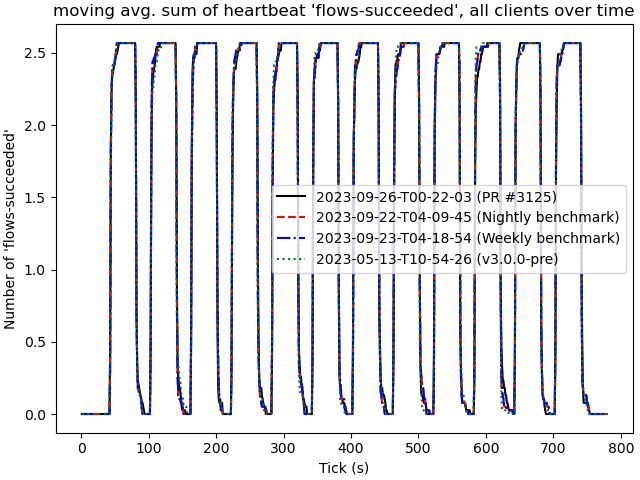 moving avg. sum of heartbeat 'flows-succeeded', all clients over time
Number of 'flows-succeeded'
2.5
2.0
1.5
1.0
0.5
0.0
2023-09-26-T00-22-03 (PR #3125)
2023-09-22-T04-09-45 (Nightly benchmark)
2023-09-23-T04-18-54 (Weekly benchmark)
2023-05-13-T10-54-26 (v3.0.0-pre)
0 100 200 300 400 500 600 700 800
Tick (s)